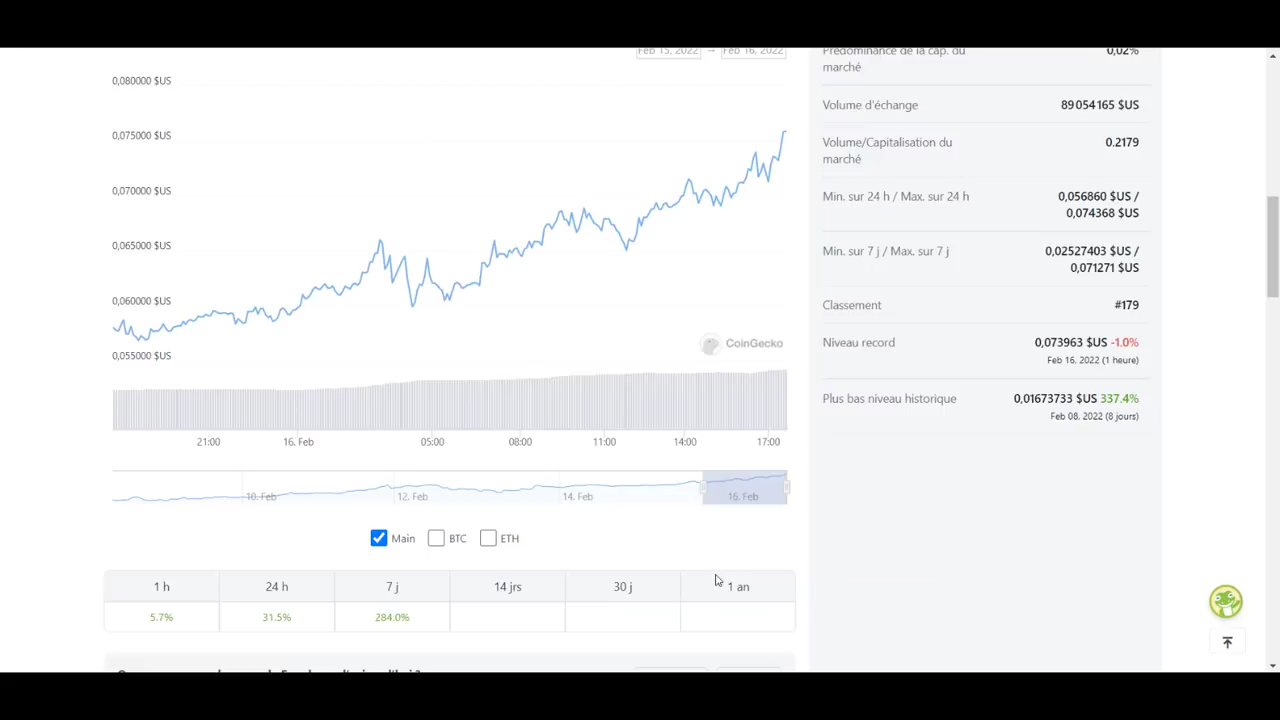 Feb 15, 2022 → Feb 16, 2022
0,080000 $US
0,075000 $US
0,070000 $US
0,065000 $US
0,060000 $US
0,055000 $US
CoinGecko
21:00 16. Feb 05:00 08:00 11:00 14:00 17:00
10. Feb 12. Feb 14. Feb 16. Feb
Main BTC ETH
1 h 24 h 7 j 14 jrs 30 j 1 an
5.7% 31.5% 284.0%
Prédominance de la cap. du
marché
0,02%
Volume d'échange 89 054 165 $US
Volume/Capitalisation du
marché
0.2179
Min. sur 24 h / Max. sur 24 h 0,056860 $US /
0,074368 $US
Min. sur 7 j / Max. sur 7 j 0,02527403 $US /
0,071271 $US
Classement #179
Niveau record 0,073963 $US -1.0%
Feb 16, 2022 (1 heure)
Plus bas niveau historique 0,01673733 $US 337.4%
Feb 08, 2022 (8 jours)